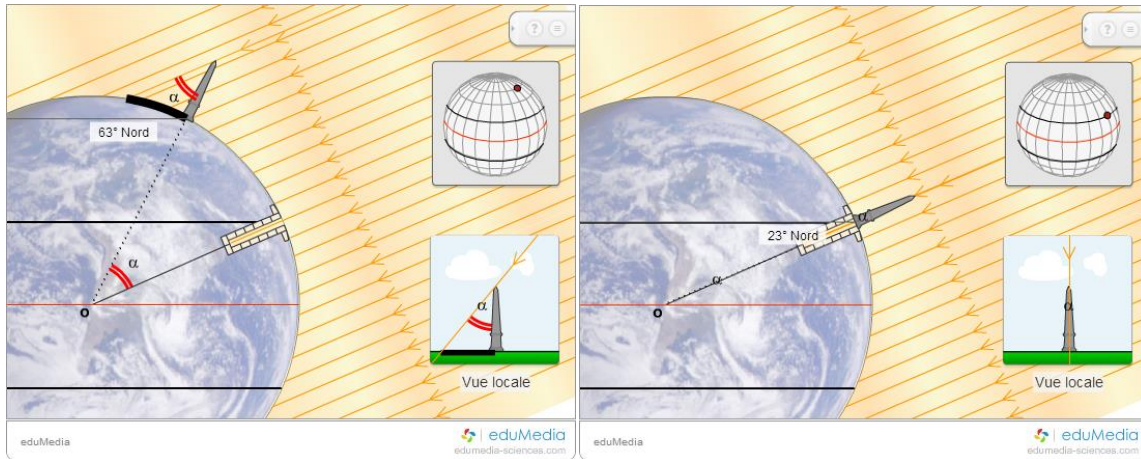 ?
α
63° Nord
α
O
α
Vue locale
eduMedia
eduMedia
edumedia-sciences.com
?
α
23° Nord
α
O
α
Vue locale
eduMedia
eduMedia
edumedia-sciences.com